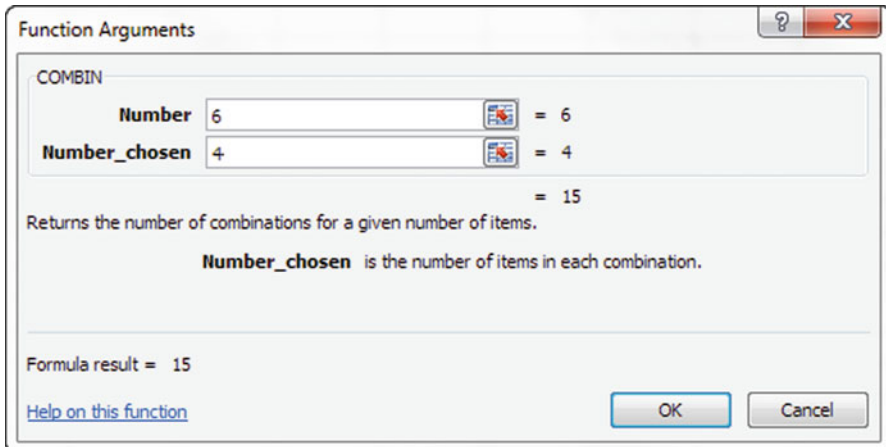 Function Arguments
?
X
COMBIN
Number 6 = 6
Number_chosen 4 = 4
= 15
Returns the number of combinations for a given number of items.
Number_chosen is the number of items in each combination.
Formula result = 15
Help on this function
OK
Cancel